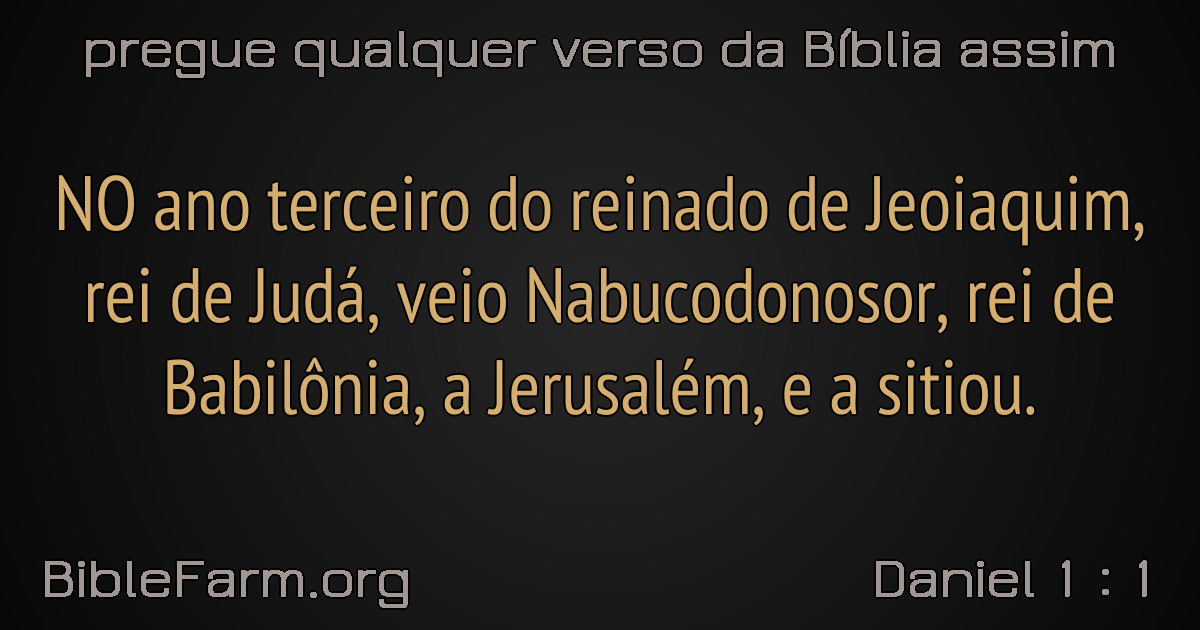 pregue qualquer verso da Bíblia assim
NO ano terceiro do reinado de Jeoiaquim,
rei de Judá, veio Nabucodonosor, rei de
Babilônia, a Jerusalém, e a sitiou.
BibleFarm.org
Daniel 1 : 1